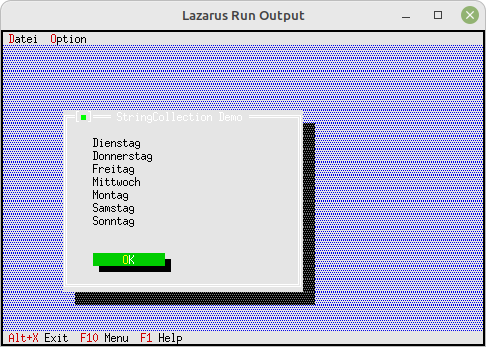 Lazarus Run Output
Datei Option
StringCollection Demo
Dienstag
Donnerstag
Freitag
Mittwoch
Montag
Samstag
Sonntag
OK
Alt+X Exit F10 Menu F1 Help